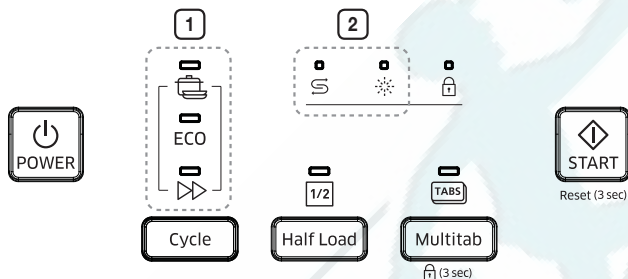 1
2
ECO
POWER
START
1/2
TABS
Reset (3 sec)
Cycle
Half Load
Multitab
(3 sec)